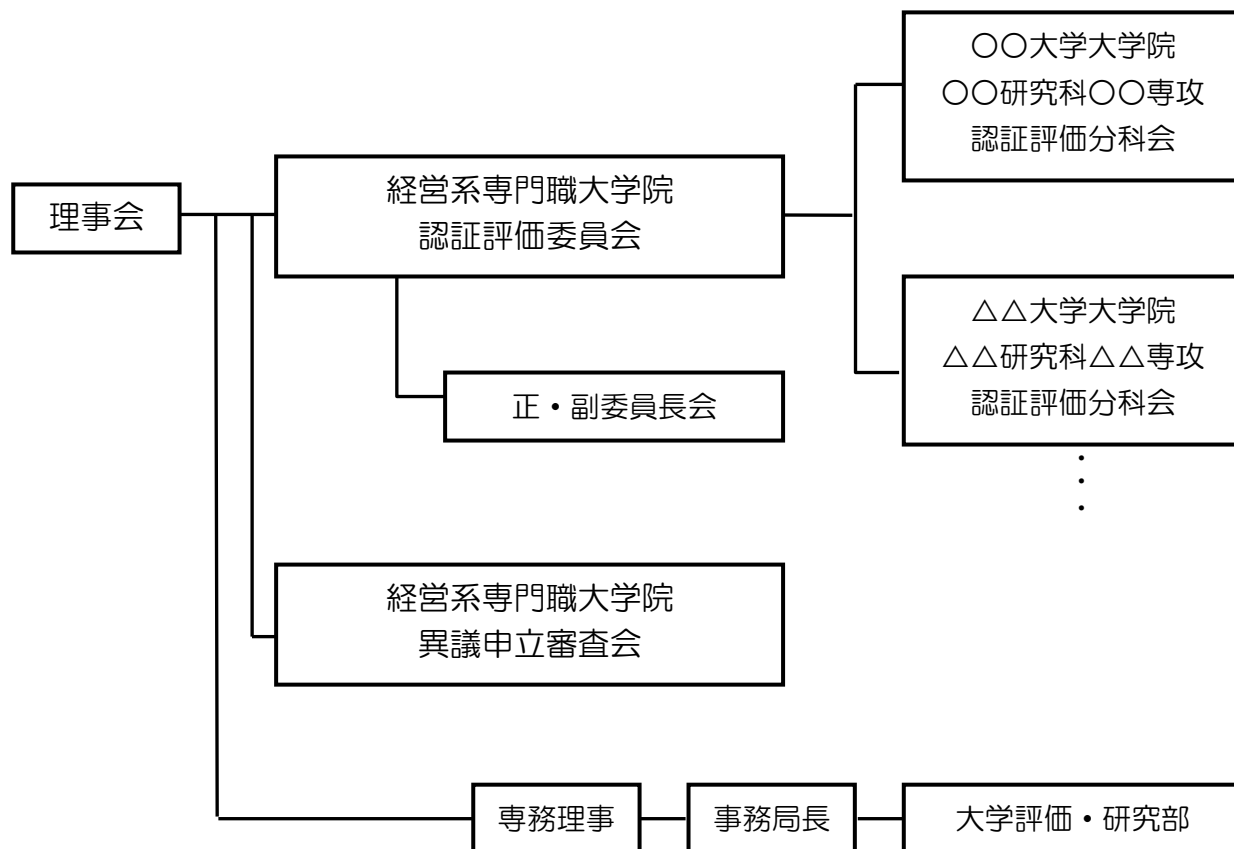 〇〇大学大学院
〇〇研究科〇〇専攻
認証評価分科会
経営系専門職大学院
認証評価委員会
理事会
△△大学大学院
△△研究科△△専攻
認証評価分科会
正・副委員長会
・
・
・
経営系専門職大学院
異議申立審査会
専務理事
事務局長
大学評価・研究部